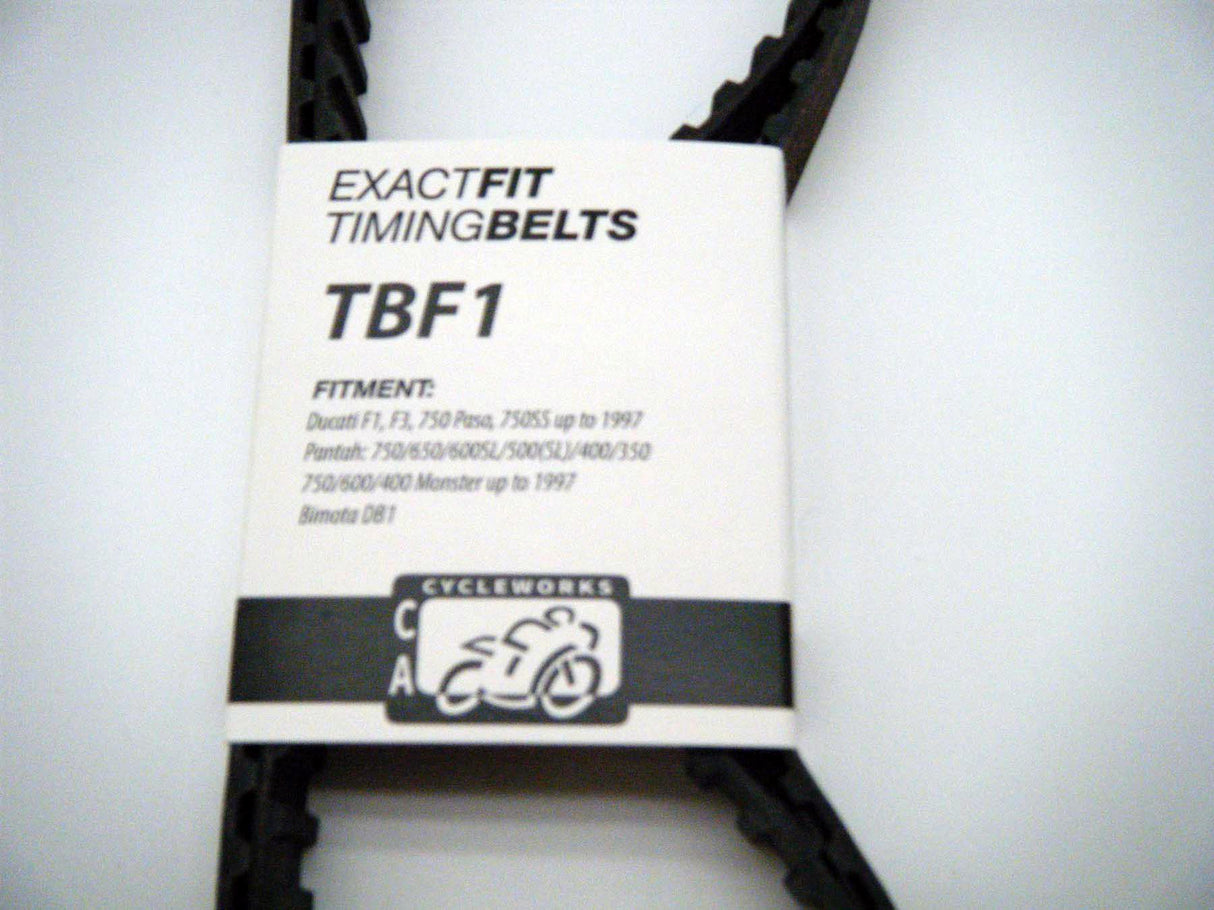 EXACTFIT
TIMINGBELTS
TBF1
FITMENT:
Ducati F1, F3, 750 Paso, 750SS up to 1997
Pantah: 750/650/600SL/500(SL)/400/350
750/600/400 Monster up to 1997
Bimota DB1
CYCLEWORKS
CA